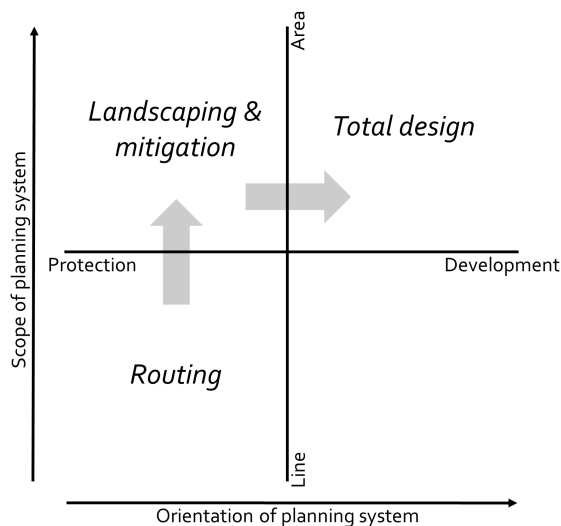 Area
Landscaping &
mitigation
Total design
Scope of planning system
Protection
Development
Routing
Line
Orientation of planning system